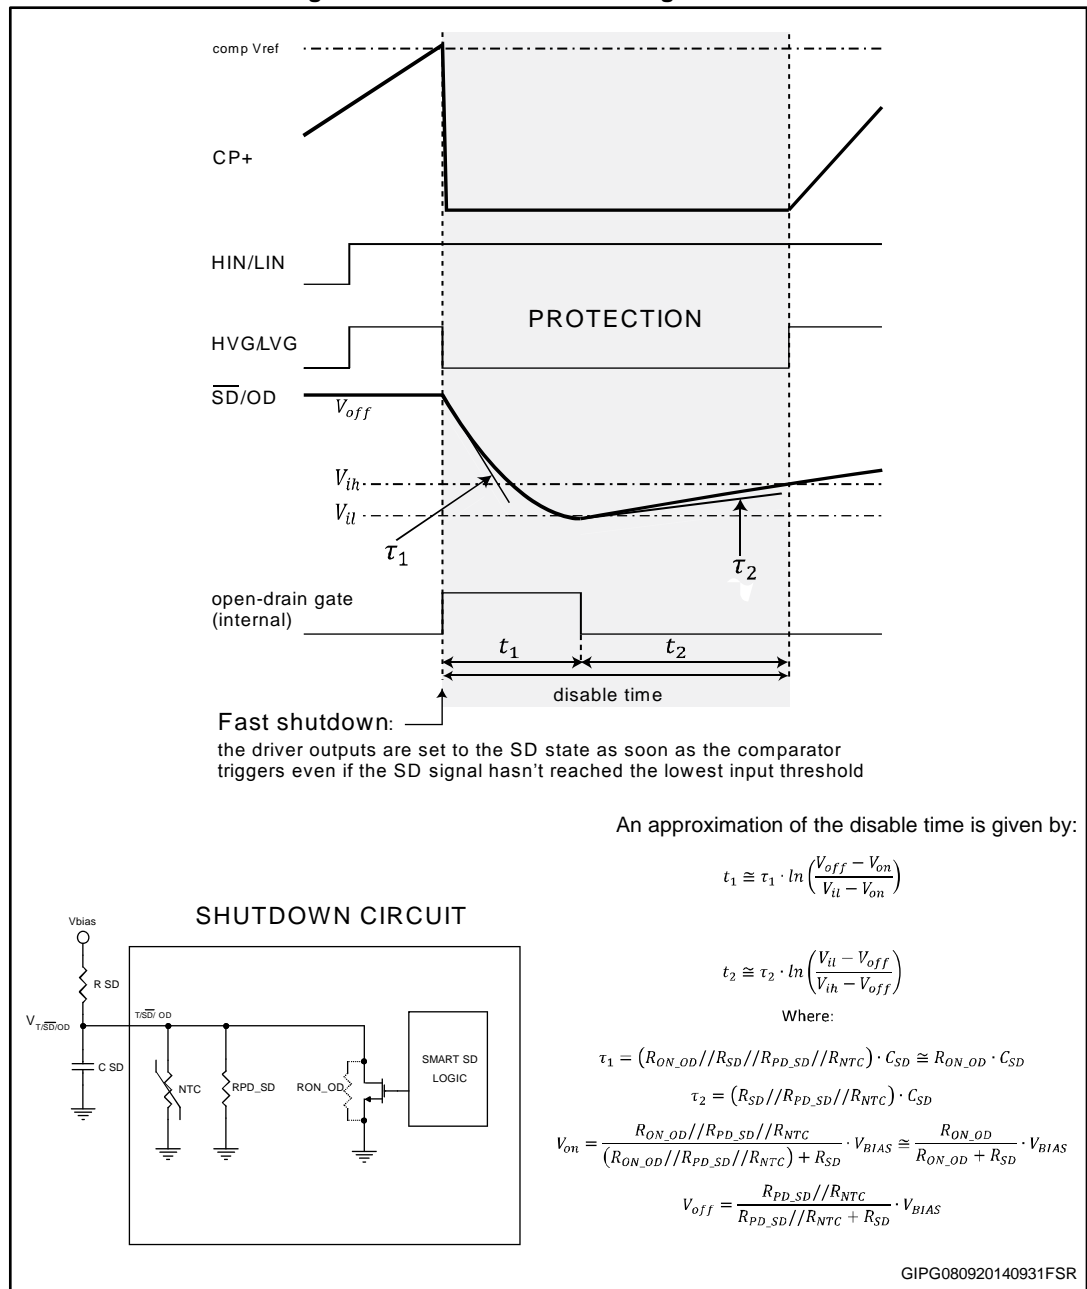 comp Vref
CP+
HIN/LIN
PROTECTION
HVG/LVG
S̅D̅/OD
V_off
V_ih
V_il
τ_1
τ_2
open-drain gate
(internal)
t_1
t_2
disable time
Fast shutdown:
the driver outputs are set to the SD state as soon as the comparator
triggers even if the SD signal hasn't reached the lowest input threshold
An approximation of the disable time is given by:
t_1 ≅ τ_1 · ln((V_off − V_on)/(V_il − V_on))
t_2 ≅ τ_2 · ln((V_il − V_off)/(V_ih − V_off))
Where:
τ_1 = (R_ON_OD//R_SD//R_PD_SD//R_NTC) · C_SD ≅ R_ON_OD · C_SD
τ_2 = (R_SD//R_PD_SD//R_NTC) · C_SD
V_on = (R_ON_OD//R_PD_SD//R_NTC)/((R_ON_OD//R_PD_SD//R_NTC) + R_SD) · V_BIAS ≅ R_ON_OD/(R_ON_OD + R_SD) · V_BIAS
V_off = (R_PD_SD//R_NTC)/(R_PD_SD//R_NTC + R_SD) · V_BIAS
SHUTDOWN CIRCUIT
Vbias
R SD
V_T/S̅D̅/OD
T/S̅D̅/ OD
C SD
NTC
RPD_SD
RON_OD
SMART SD
LOGIC
GIPG080920140931FSR